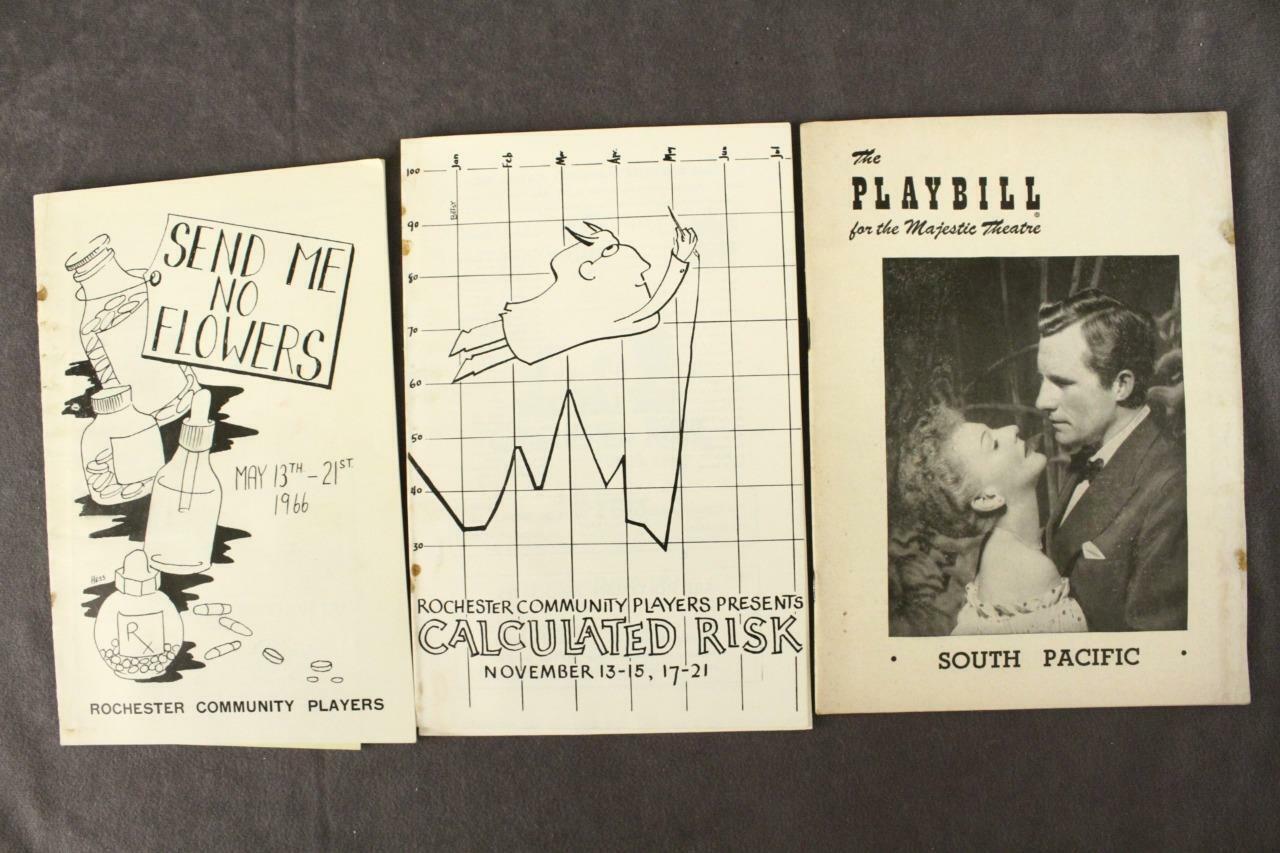 SEND ME
NO
FLOWERS
MAY 13TH - 21ST.
1966
HESS
Rx
ROCHESTER COMMUNITY PLAYERS
Jan Feb Mar Apr. May Jun Jul
100
90
80
70
60
50
40
30
BETSY
ROCHESTER COMMUNITY PLAYERS PRESENTS
CALCULATED RISK
NOVEMBER 13-15, 17-21
The
PLAYBILL®
for the Majestic Theatre
• SOUTH PACIFIC •